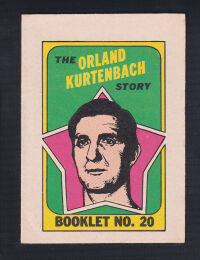 THE ORLAND
KURTENBACH
STORY
BOOKLET NO. 20